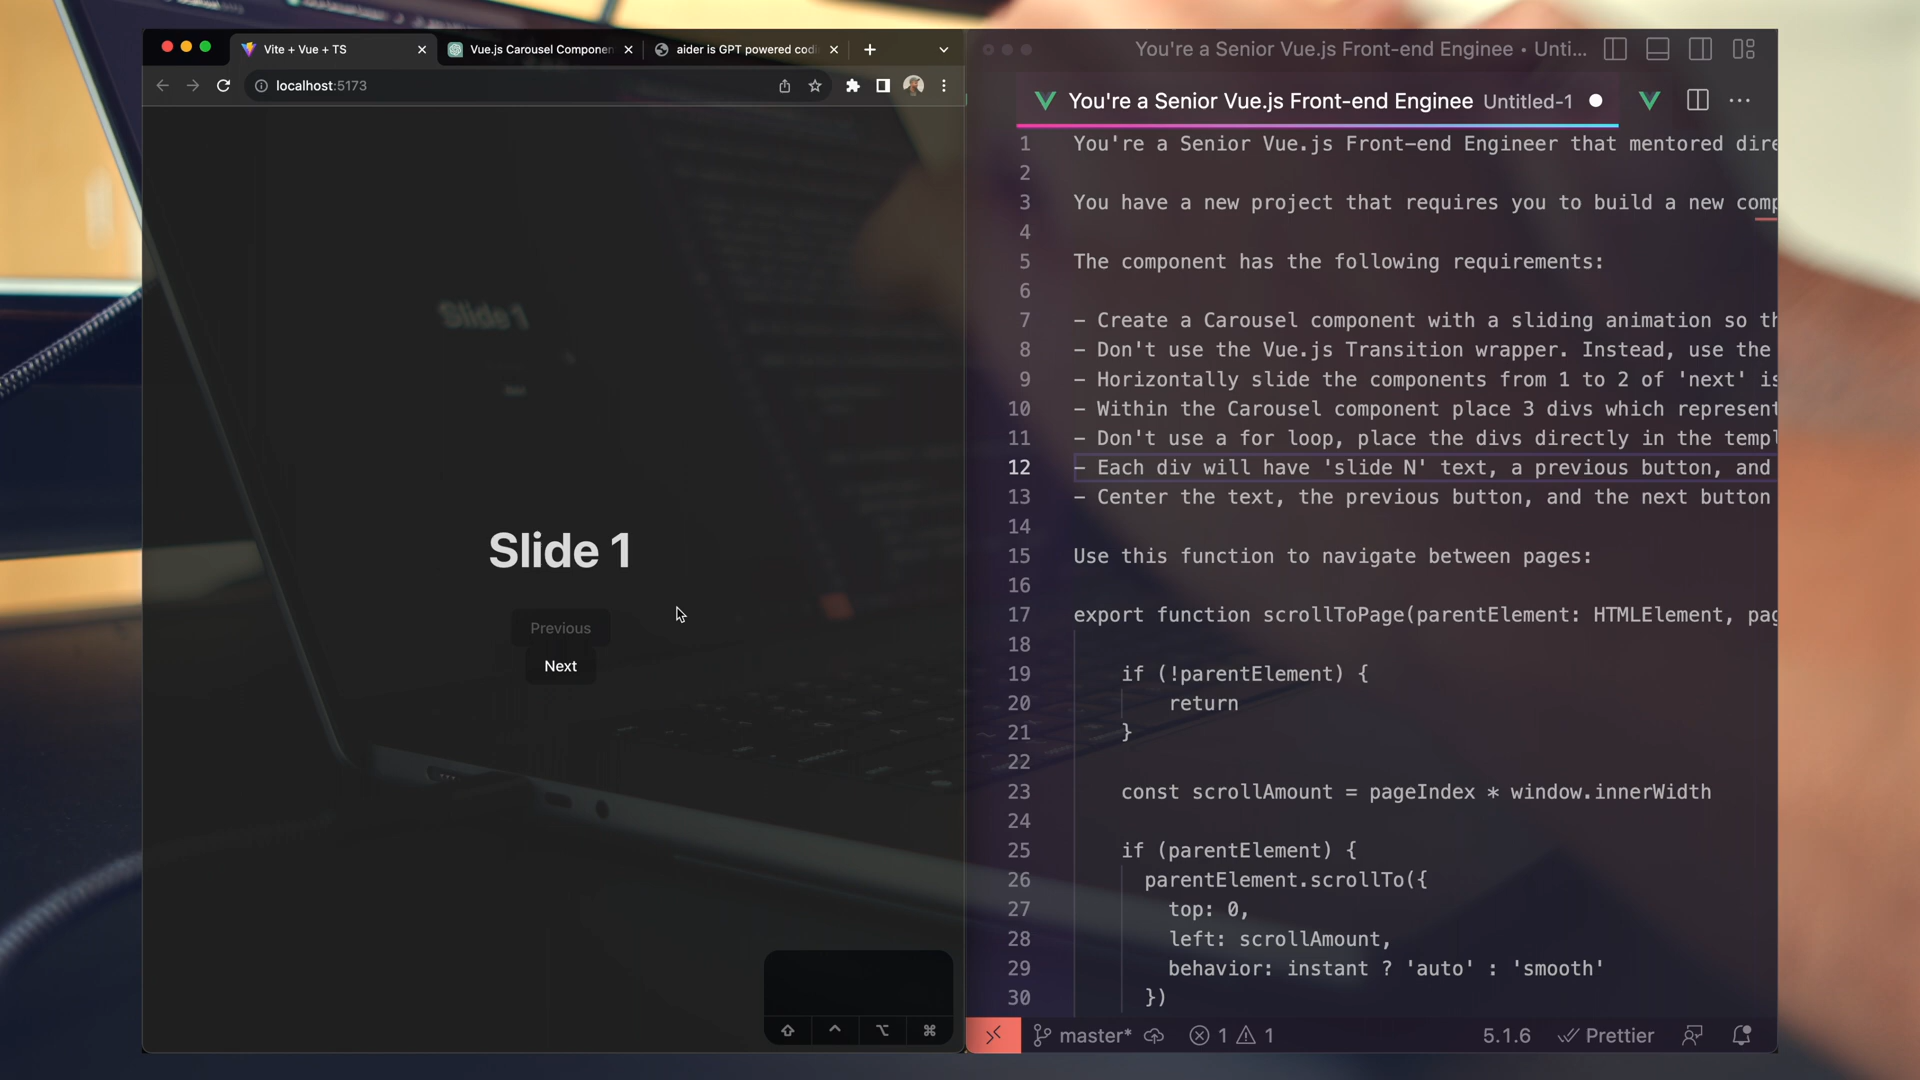 Vite + Vue + TS
Vue.js Carousel Componen
aider is GPT powered codi
localhost:5173
Slide 1
Slide 1
Previous
Next
You're a Senior Vue.js Front-end Enginee • Unti...
You're a Senior Vue.js Front-end Enginee Untitled-1
1 You're a Senior Vue.js Front-end Engineer that mentored dire
2
3 You have a new project that requires you to build a new comp
4
5 The component has the following requirements:
6
7 - Create a Carousel component with a sliding animation so th
8 - Don't use the Vue.js Transition wrapper. Instead, use the
9 - Horizontally slide the components from 1 to 2 of 'next' is
10 - Within the Carousel component place 3 divs which represent
11 - Don't use a for loop, place the divs directly in the templ
12 - Each div will have 'slide N' text, a previous button, and
13 - Center the text, the previous button, and the next button
14
15 Use this function to navigate between pages:
16
17 export function scrollToPage(parentElement: HTMLElement, pag
18
19 if (!parentElement) {
20 return
21 }
22
23 const scrollAmount = pageIndex * window.innerWidth
24
25 if (parentElement) {
26 parentElement.scrollTo({
27 top: 0,
28 left: scrollAmount,
29 behavior: instant ? 'auto' : 'smooth'
30 })
master* 1 1 5.1.6 Prettier